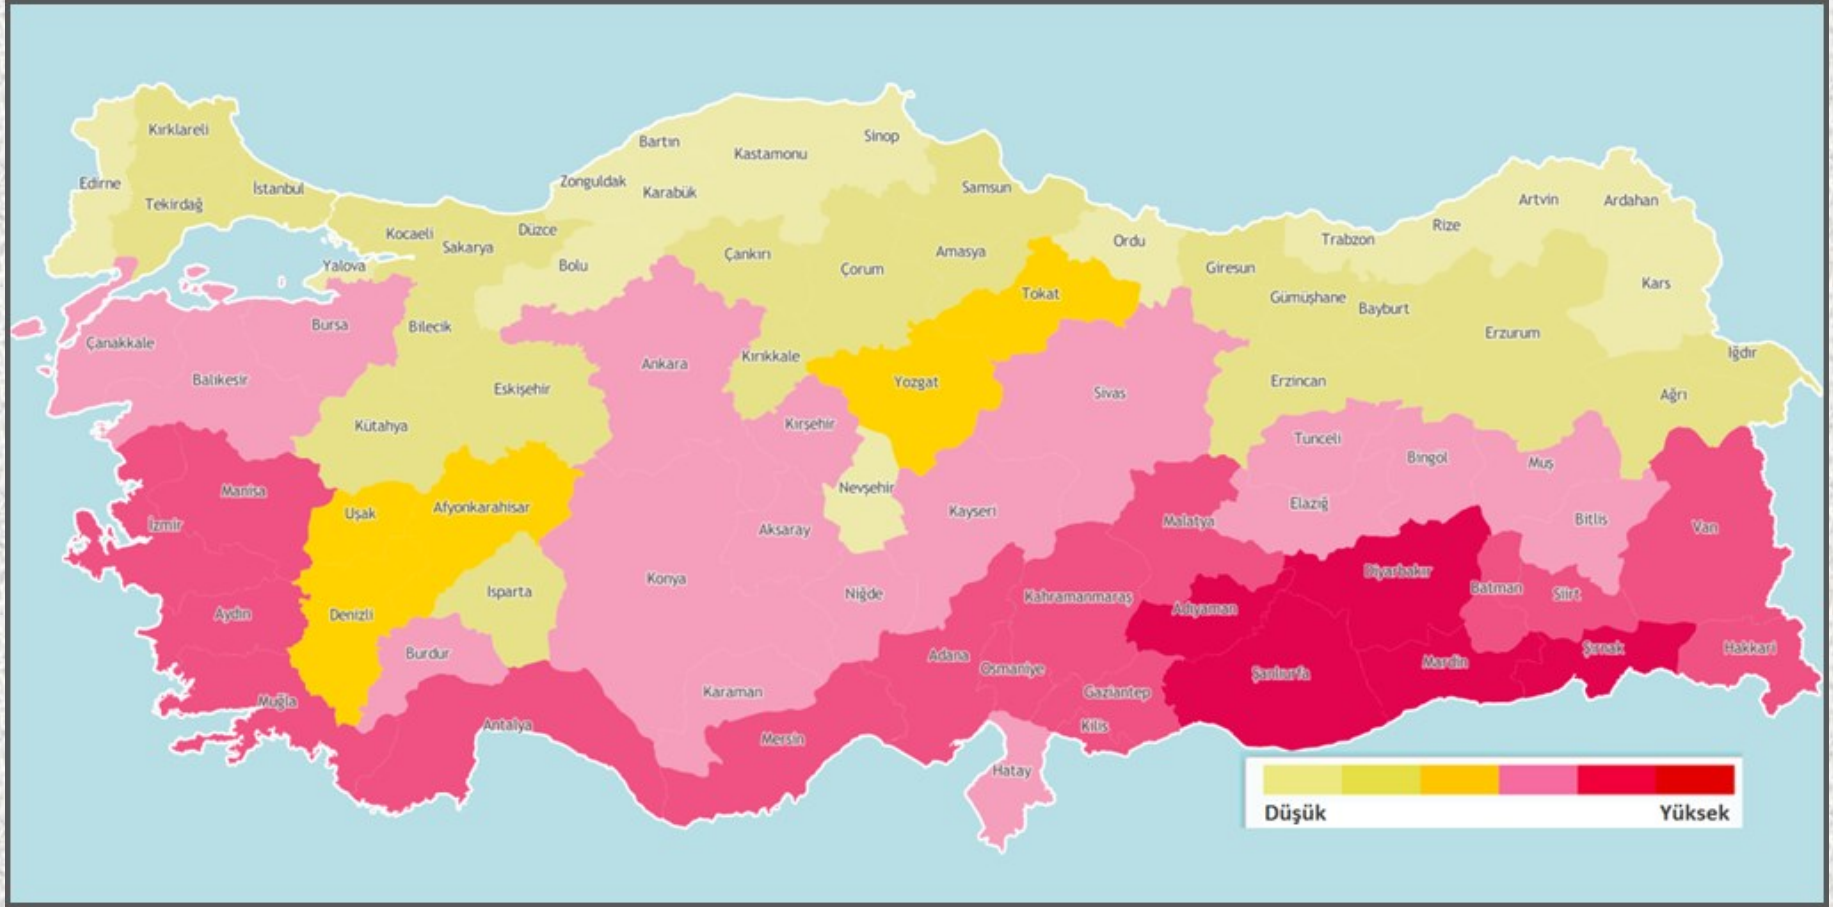 Kırklareli
Edirne
Tekirdağ
İstanbul
Kocaeli
Sakarya
Düzce
Yalova
Bolu
Zonguldak
Bartın
Karabük
Kastamonu
Sinop
Samsun
Çankırı
Çorum
Amasya
Tokat
Ordu
Giresun
Trabzon
Rize
Artvin
Ardahan
Kars
Gümüşhane
Bayburt
Erzurum
Erzincan
Iğdır
Ağrı
Çanakkale
Balıkesir
Bursa
Bilecik
Eskişehir
Kütahya
Ankara
Kırıkkale
Yozgat
Kırşehir
Sivas
Tunceli
Bingol
Muş
Elazığ
Bitlis
Van
Manisa
İzmir
Uşak
Afyonkarahisar
Nevşehir
Kayseri
Aksaray
Malatya
Aydın
Denizli
Isparta
Burdur
Konya
Niğde
Kahramanmaraş
Adıyaman
Diyarbakır
Batman
Siirt
Şırnak
Hakkari
Mardin
Şanlıurfa
Muğla
Antalya
Karaman
Mersin
Adana
Osmaniye
Gaziantep
Kilis
Hatay
Düşük
Yüksek